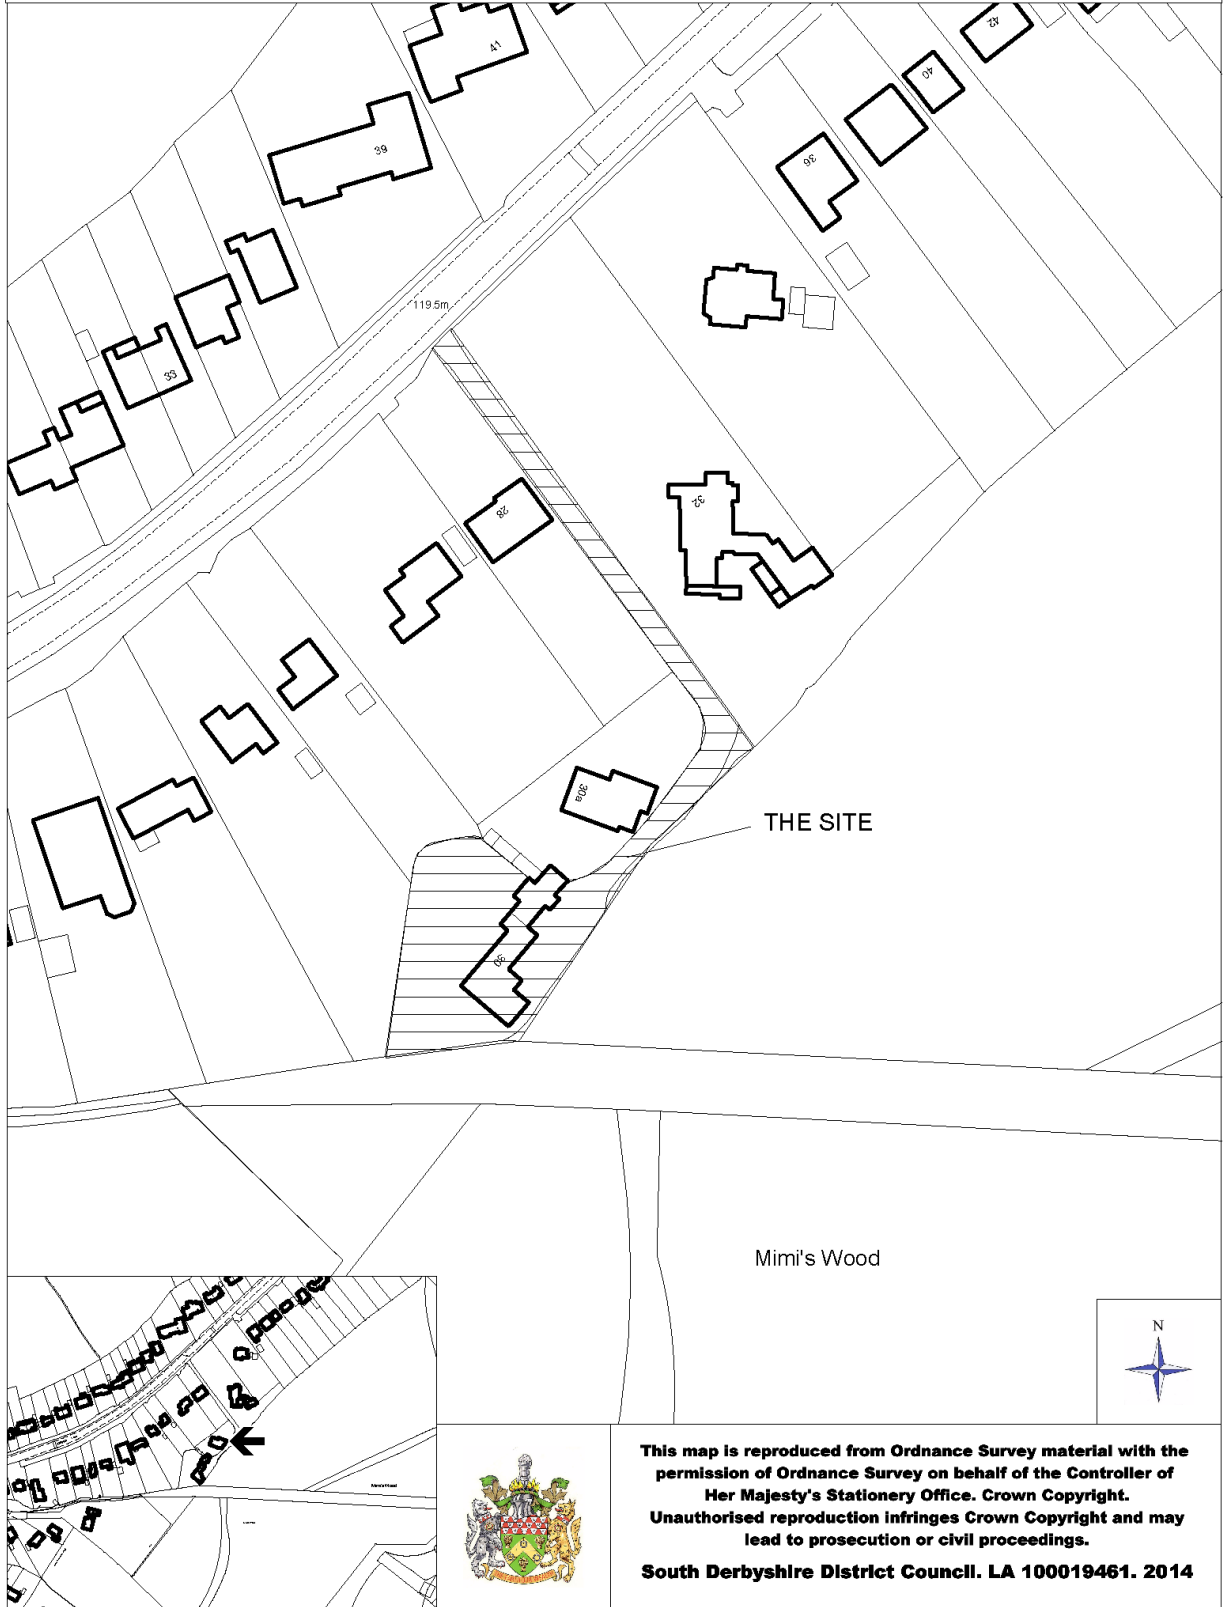 41
42
40
39
36
119.5m
33
32
28
30a
THE SITE
30
Mimi's Wood
N
This map is reproduced from Ordnance Survey material with the
permission of Ordnance Survey on behalf of the Controller of
Her Majesty's Stationery Office. Crown Copyright.
Unauthorised reproduction infringes Crown Copyright and may
lead to prosecution or civil proceedings.
South Derbyshire District Council. LA 100019461. 2014